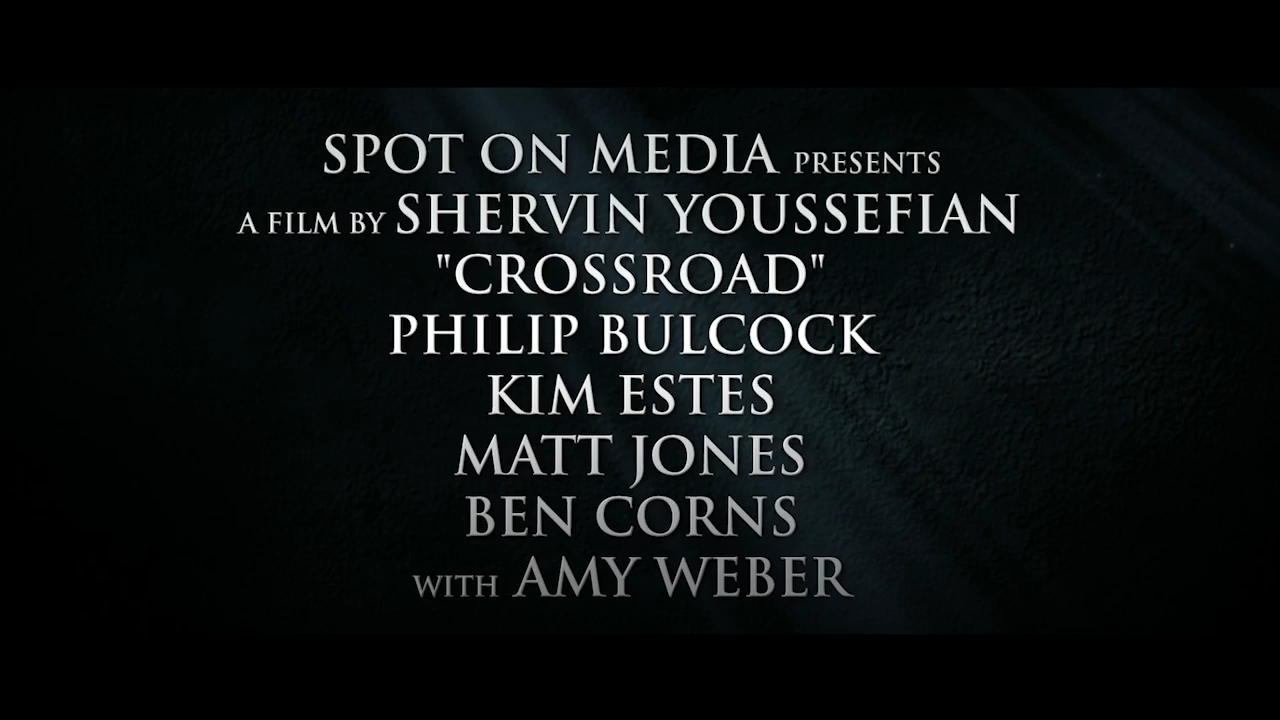 SPOT ON MEDIA PRESENTS
A FILM BY SHERVIN YOUSSEFIAN
"CROSSROAD"
PHILIP BULCOCK
KIM ESTES
MATT JONES
BEN CORNS
WITH AMY WEBER